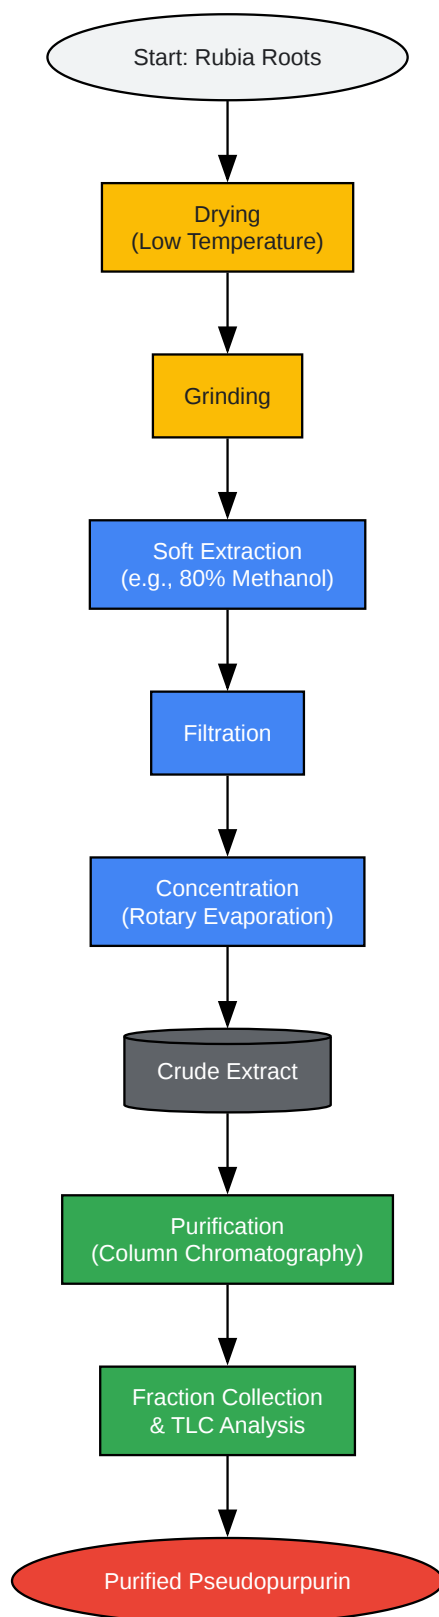 Start: Rubia Roots
Drying
(Low Temperature)
Grinding
Soft Extraction
(e.g., 80% Methanol)
Filtration
Concentration
(Rotary Evaporation)
Crude Extract
Purification
(Column Chromatography)
Fraction Collection
& TLC Analysis
Purified Pseudopurpurin